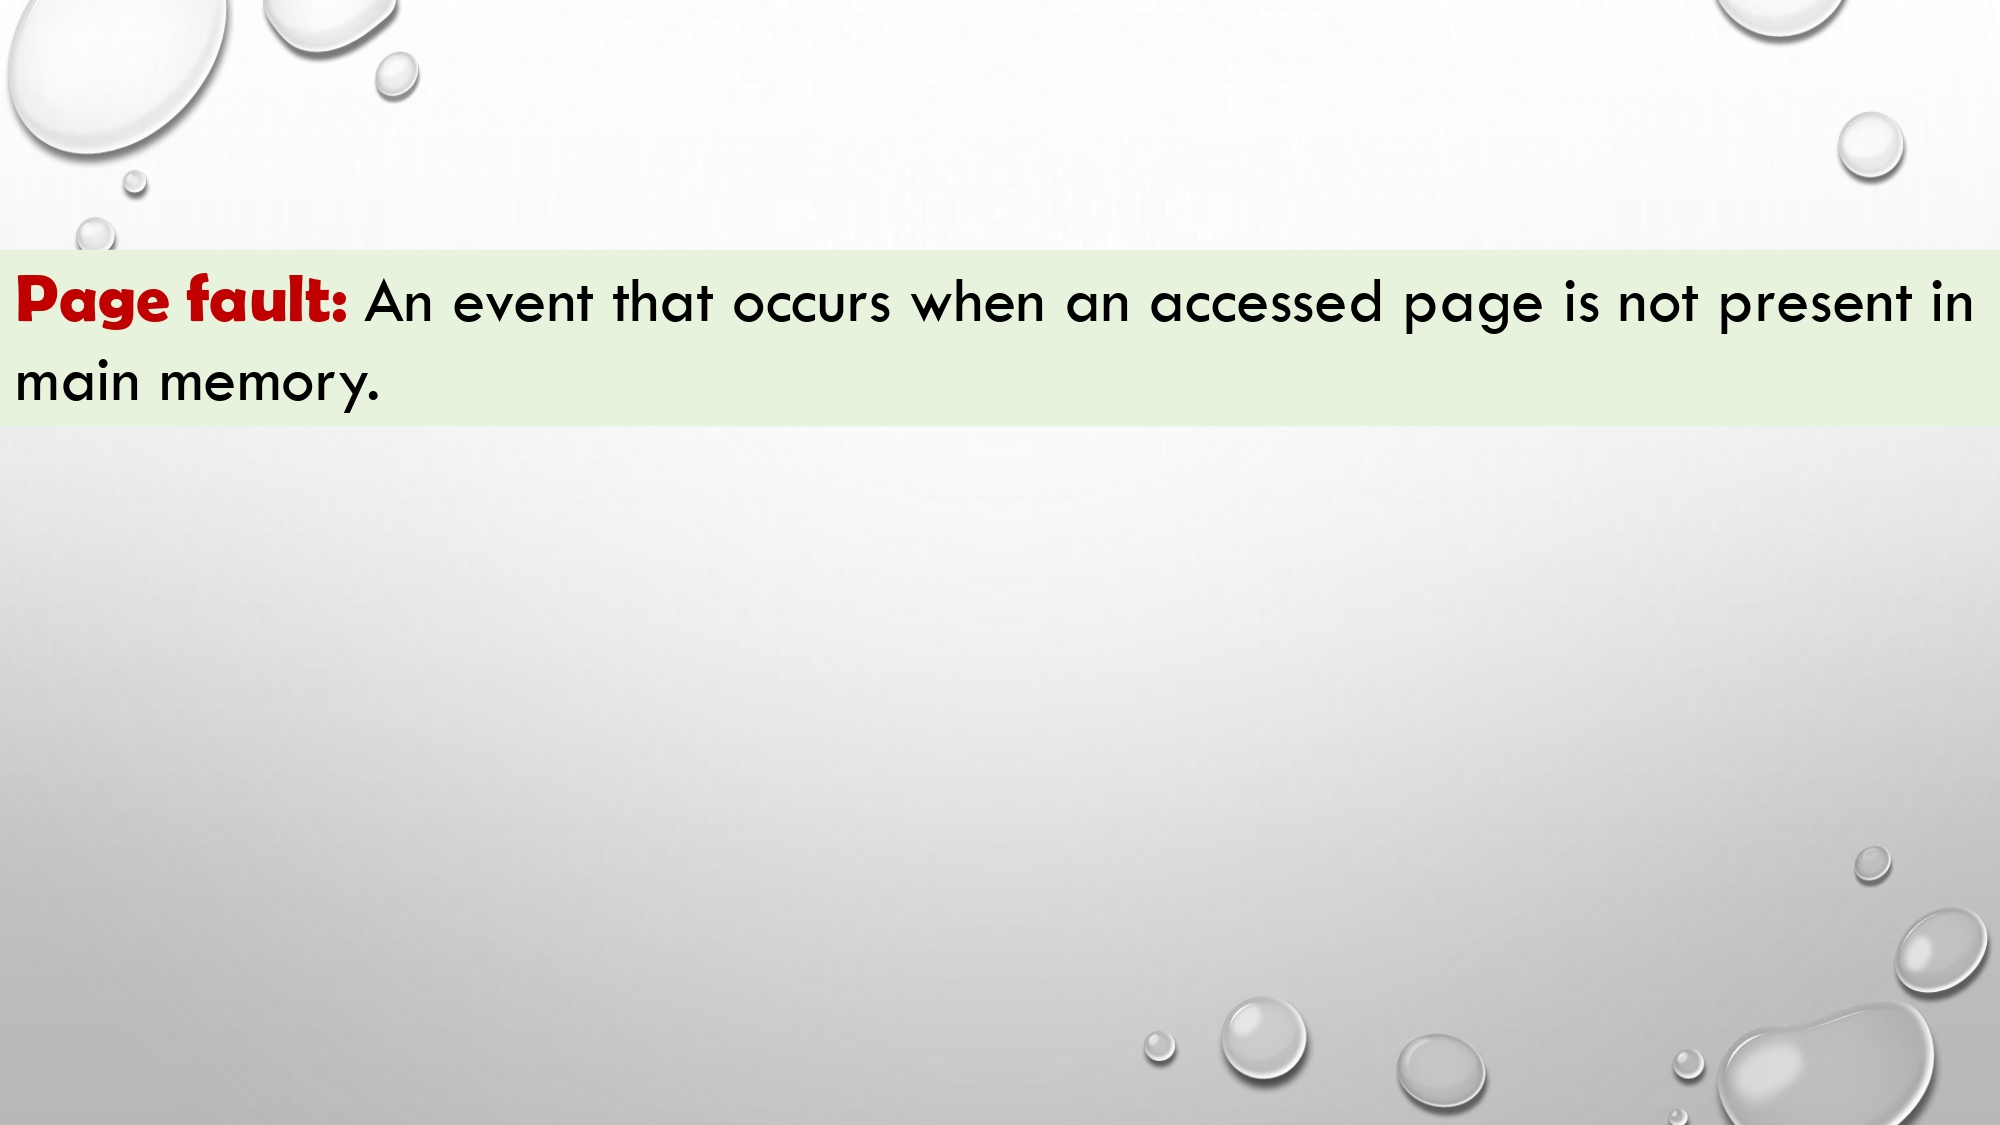 Page fault: An event that occurs when an accessed page is not present in
main memory.